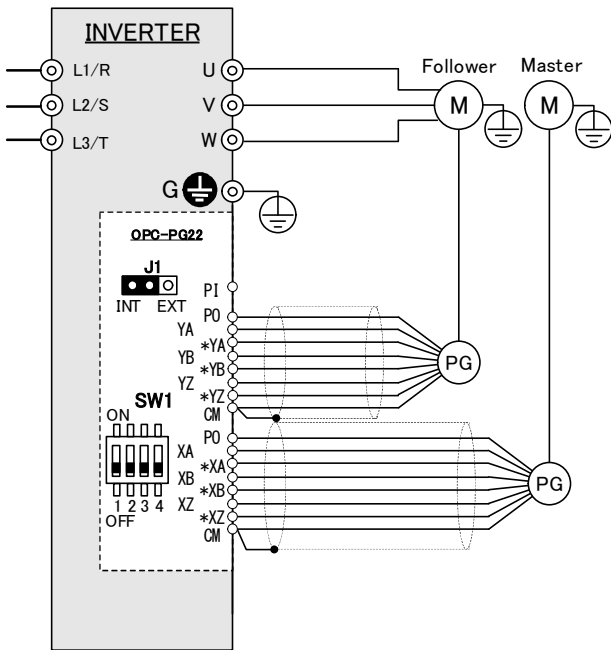 INVERTER
L1/R
U
L2/S
V
L3/T
W
Follower
Master
M
M
G
OPC-PG22
J1
INT
EXT
PI
PO
YA
*YA
YB
*YB
YZ
*YZ
CM
PG
SW1
ON
1 2 3 4
OFF
PO
XA
*XA
XB
*XB
XZ
*XZ
CM
PG